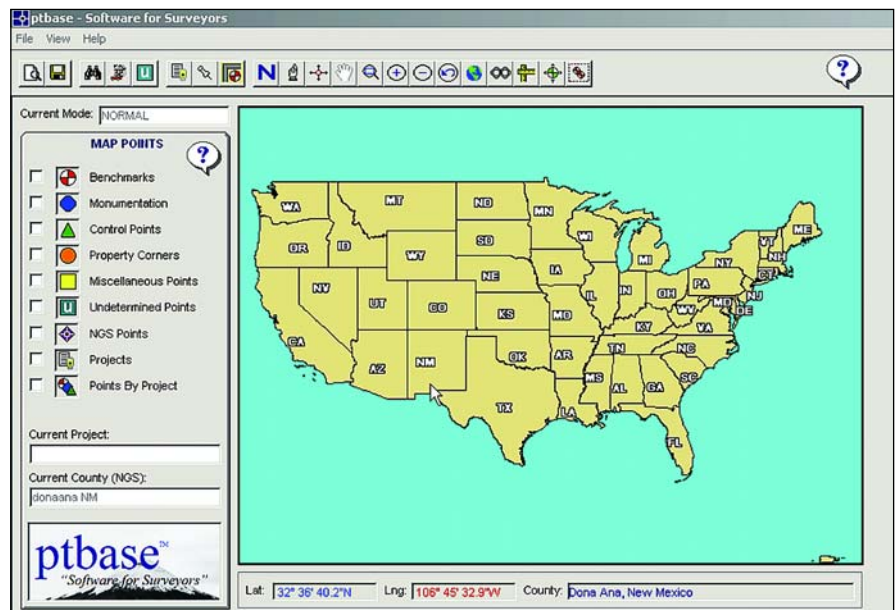 ptbase - Software for Surveyors
File View Help
U
N
?
Current Mode: NORMAL
MAP POINTS
?
Benchmarks
Monumentation
Control Points
Property Corners
Miscellaneous Points
U Undetermined Points
NGS Points
Projects
Points By Project
Current Project:
Current County (NGS):
donaana NM
ptbase™
"Software for Surveyors"
WA MT ND MN ME
OR ID WY SD WI MI NY VT NH
NV UT CO NE IA IL IN OH PA CT NJ
CA KS MO KY WV MD DE VA
AZ NM OK AR TN NC
TX LA MS AL GA SC
FL
Lat: 32° 36' 40.2"N Lng: 106° 45' 32.9"W County: Dona Ana, New Mexico